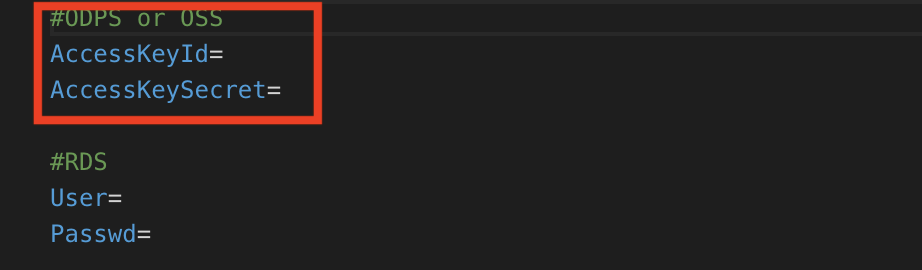 #ODPS or OSS
AccessKeyId=
AccessKeySecret=
#RDS
User=
Passwd=